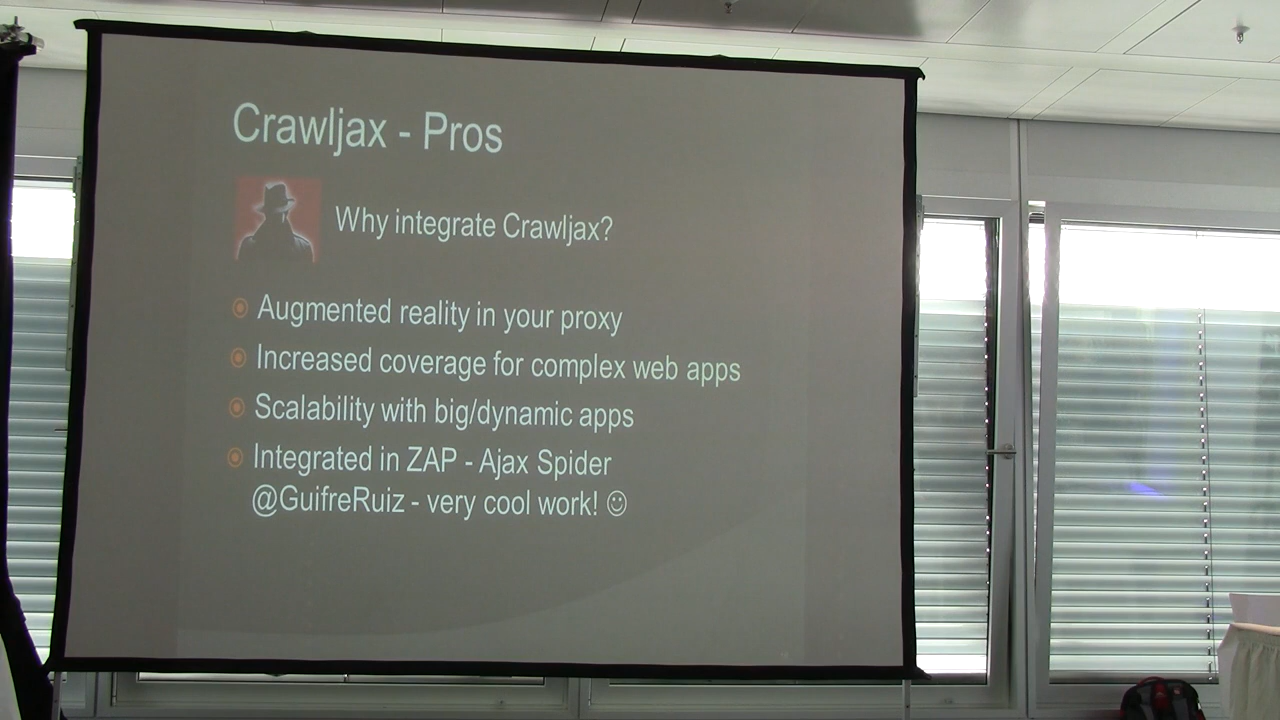 Crawljax - Pros
Why integrate Crawljax?
Augmented reality in your proxy
Increased coverage for complex web apps
Scalability with big/dynamic apps
Integrated in ZAP - Ajax Spider
@GuifreRuiz - very cool work! ☺